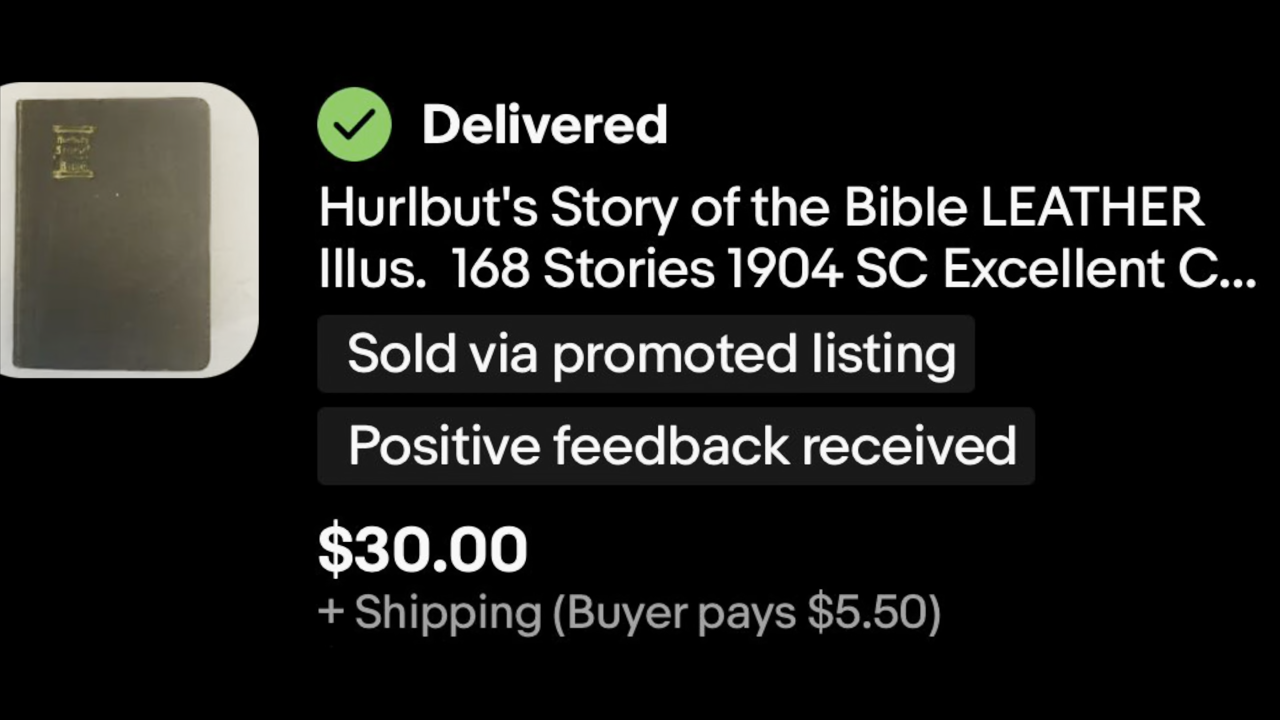 Delivered
Hurlbut's Story of the Bible LEATHER
Illus.  168 Stories 1904 SC Excellent C...
Sold via promoted listing
Positive feedback received
$30.00
+ Shipping (Buyer pays $5.50)